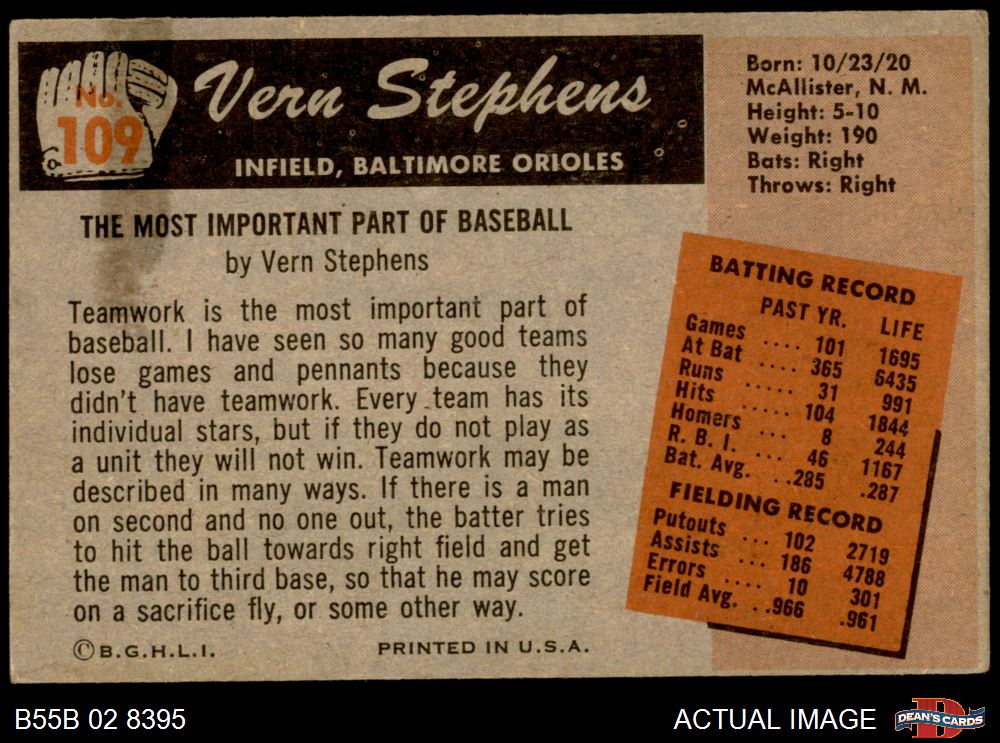 No.
109
Vern Stephens
INFIELD, BALTIMORE ORIOLES
Born: 10/23/20
McAllister, N. M.
Height: 5-10
Weight: 190
Bats: Right
Throws: Right
THE MOST IMPORTANT PART OF BASEBALL
by Vern Stephens
Teamwork is the most important part of
baseball. I have seen so many good teams
lose games and pennants because they
didn't have teamwork. Every team has its
individual stars, but if they do not play as
a unit they will not win. Teamwork may be
described in many ways. If there is a man
on second and no one out, the batter tries
to hit the ball towards right field and get
the man to third base, so that he may score
on a sacrifice fly, or some other way.
©B.G.H.L.I. PRINTED IN U.S.A.
BATTING RECORD
PAST YR. LIFE
Games .... 101 1695
At Bat .... 365 6435
Runs ..... 31 991
Hits ..... 104 1844
Homers ... 8 244
R. B. I. ... 46 1167
Bat. Avg. ..285 .287
FIELDING RECORD
Putouts ... 102 2719
Assists ... 186 4788
Errors .... 10 301
Field Avg. ..966 .961
B55B 02 8395
ACTUAL IMAGE
DEAN'S CARDS